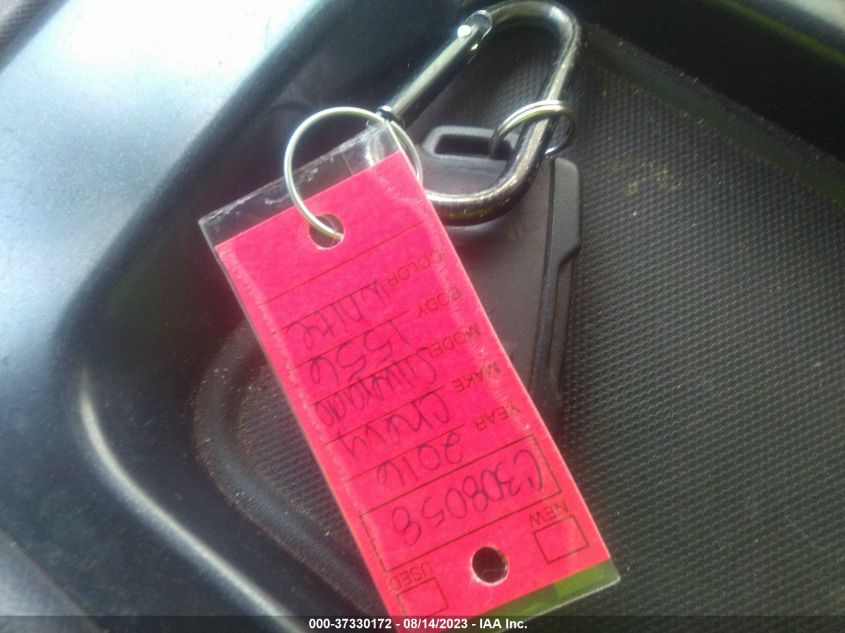 NEW
USED
C308058
YEAR 2016
MAKE Chevy
MODEL Silverado
BODY 1556
COLOR White
000-37330172 - 08/14/2023 - IAA Inc.